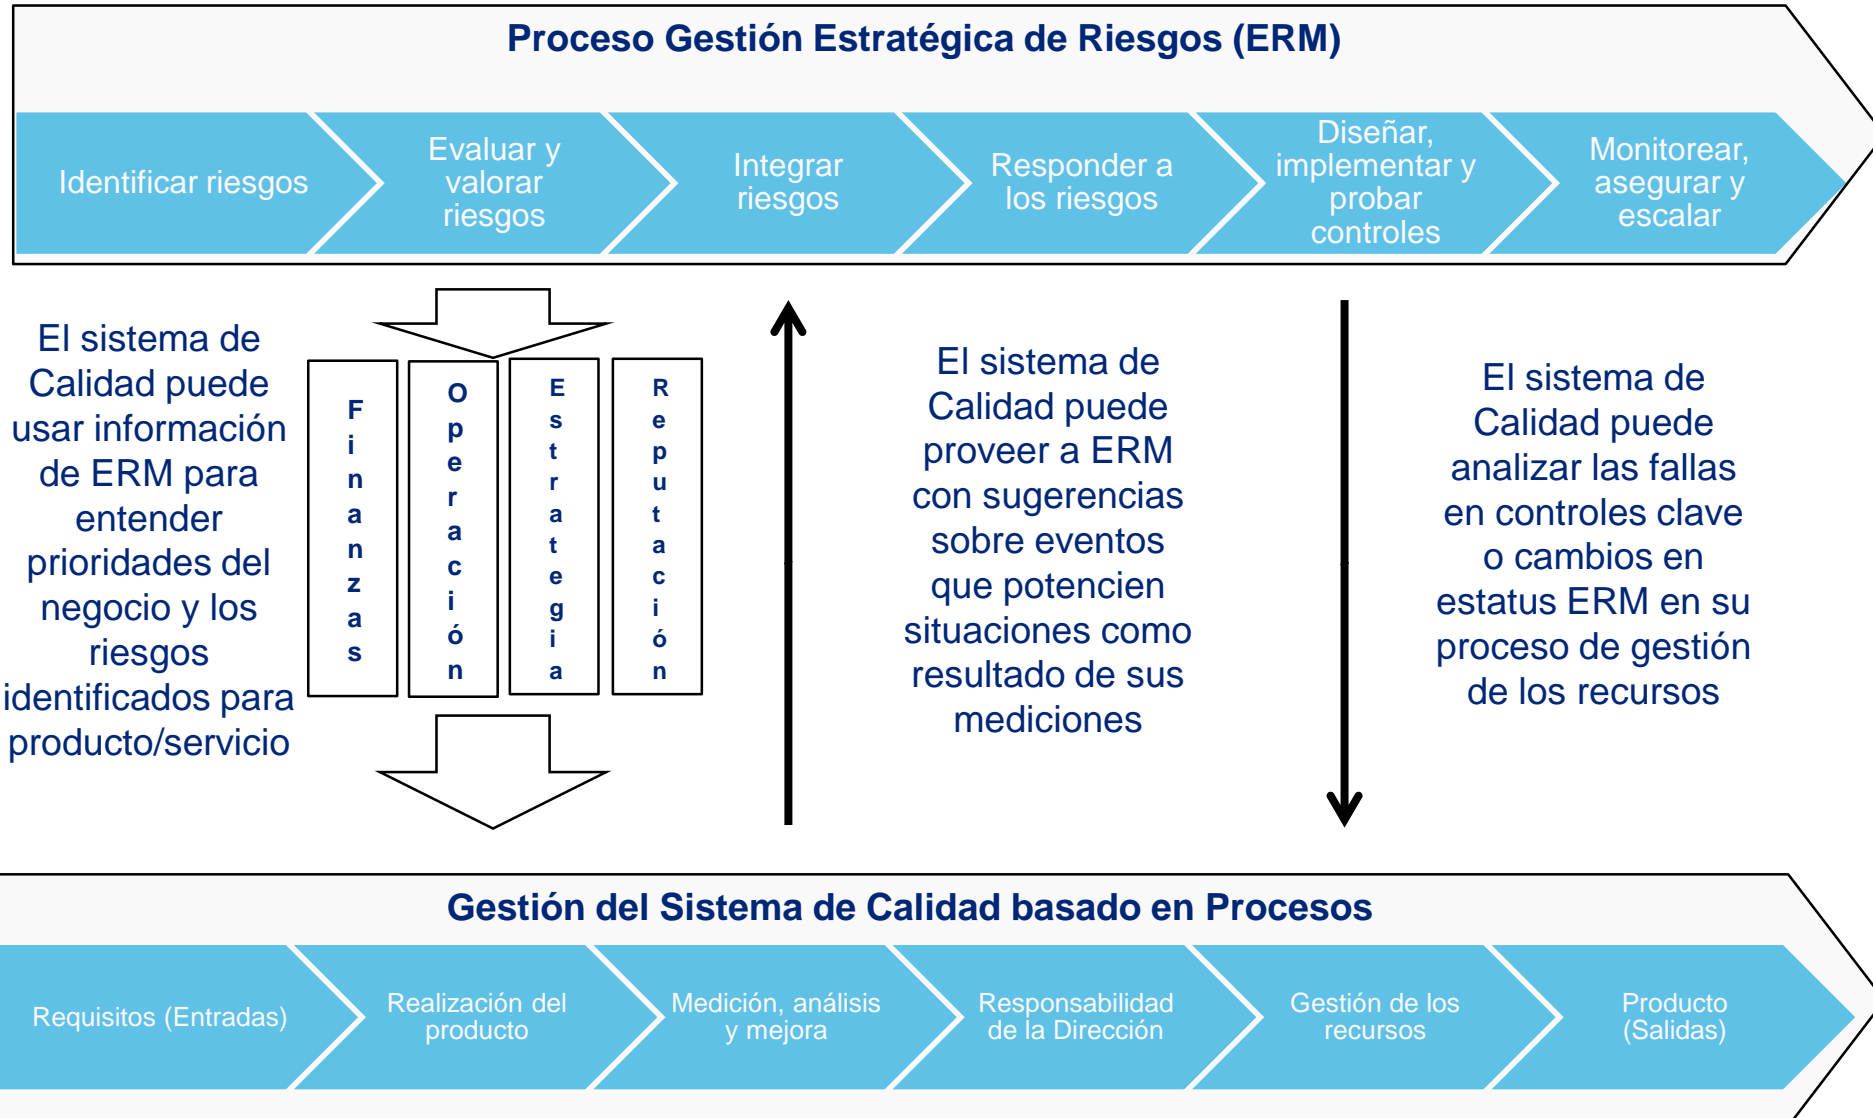 Proceso Gestión Estratégica de Riesgos (ERM)
Identificar riesgos
Evaluar y
valorar
riesgos
Integrar
riesgos
Responder a
los riesgos
Diseñar,
implementar y
probar
controles
Monitorear,
asegurar y
escalar
El sistema de
Calidad puede
usar información
de ERM para
entender
prioridades del
negocio y los
riesgos
identificados para
producto/servicio
Finanzas
Operación
Estrategia
Reputación
El sistema de
Calidad puede
proveer a ERM
con sugerencias
sobre eventos
que potencien
situaciones como
resultado de sus
mediciones
El sistema de
Calidad puede
analizar las fallas
en controles clave
o cambios en
estatus ERM en su
proceso de gestión
de los recursos
Gestión del Sistema de Calidad basado en Procesos
Requisitos (Entradas)
Realización del
producto
Medición, análisis
y mejora
Responsabilidad
de la Dirección
Gestión de los
recursos
Producto
(Salidas)